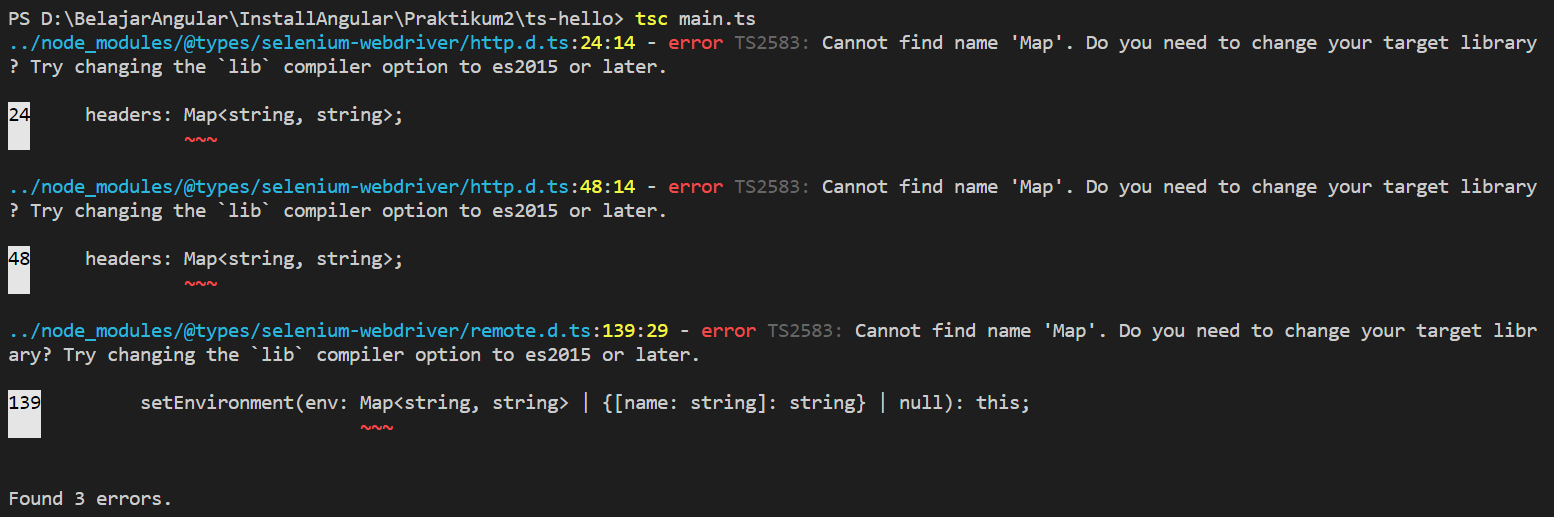 PS D:\BelajarAngular\InstallAngular\Praktikum2\ts-hello> tsc main.ts
../node_modules/@types/selenium-webdriver/http.d.ts:24:14 - error TS2583: Cannot find name 'Map'. Do you need to change your target library
? Try changing the `lib` compiler option to es2015 or later.
24     headers: Map<string, string>;
~~~
../node_modules/@types/selenium-webdriver/http.d.ts:48:14 - error TS2583: Cannot find name 'Map'. Do you need to change your target library
? Try changing the `lib` compiler option to es2015 or later.
48     headers: Map<string, string>;
~~~
../node_modules/@types/selenium-webdriver/remote.d.ts:139:29 - error TS2583: Cannot find name 'Map'. Do you need to change your target libr
ary? Try changing the `lib` compiler option to es2015 or later.
139         setEnvironment(env: Map<string, string> | {[name: string]: string} | null): this;
~~~
Found 3 errors.